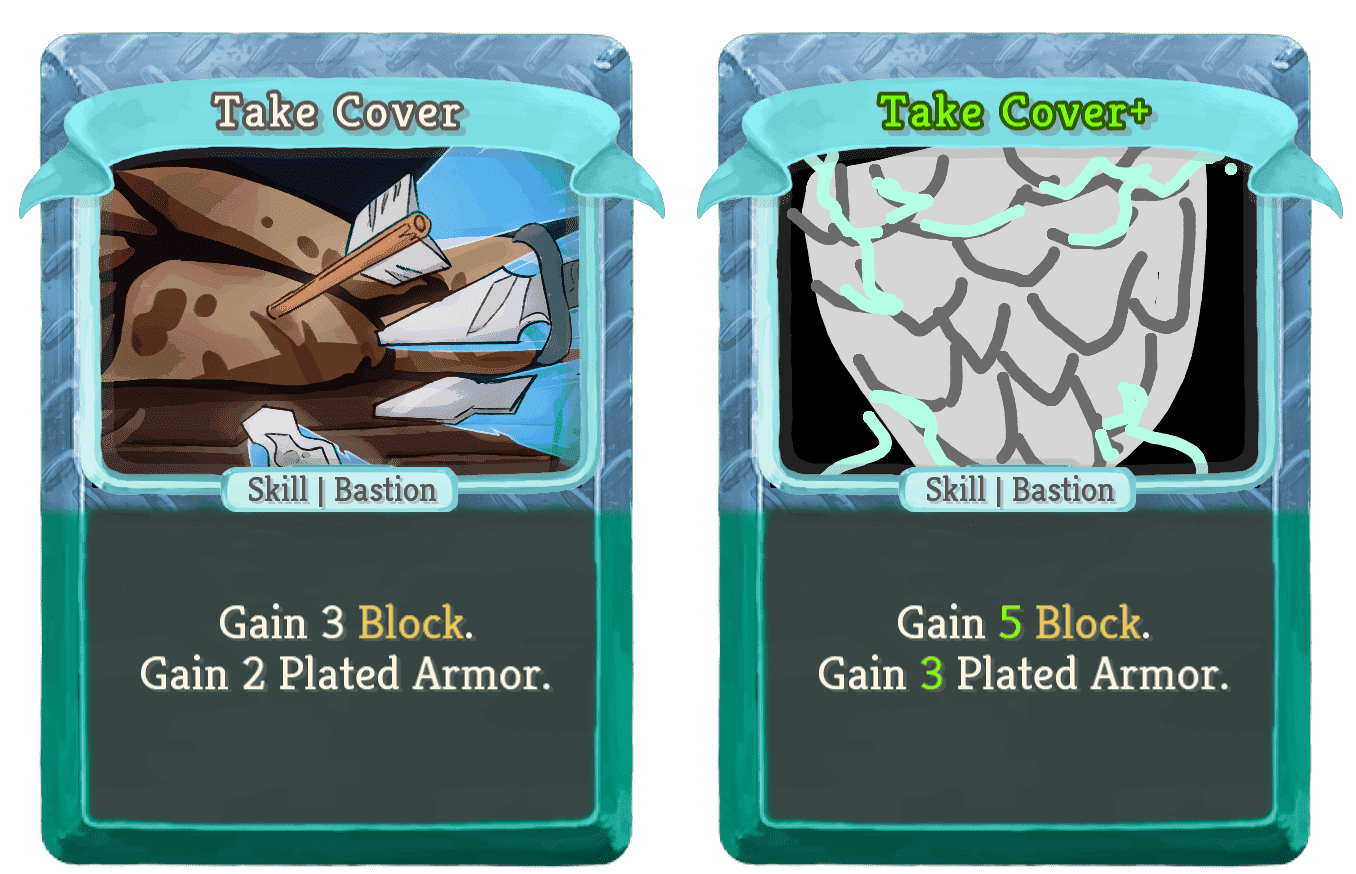 Take Cover
Skill | Bastion
Gain 3 Block.
Gain 2 Plated Armor.
Take Cover+
Skill | Bastion
Gain 5 Block.
Gain 3 Plated Armor.